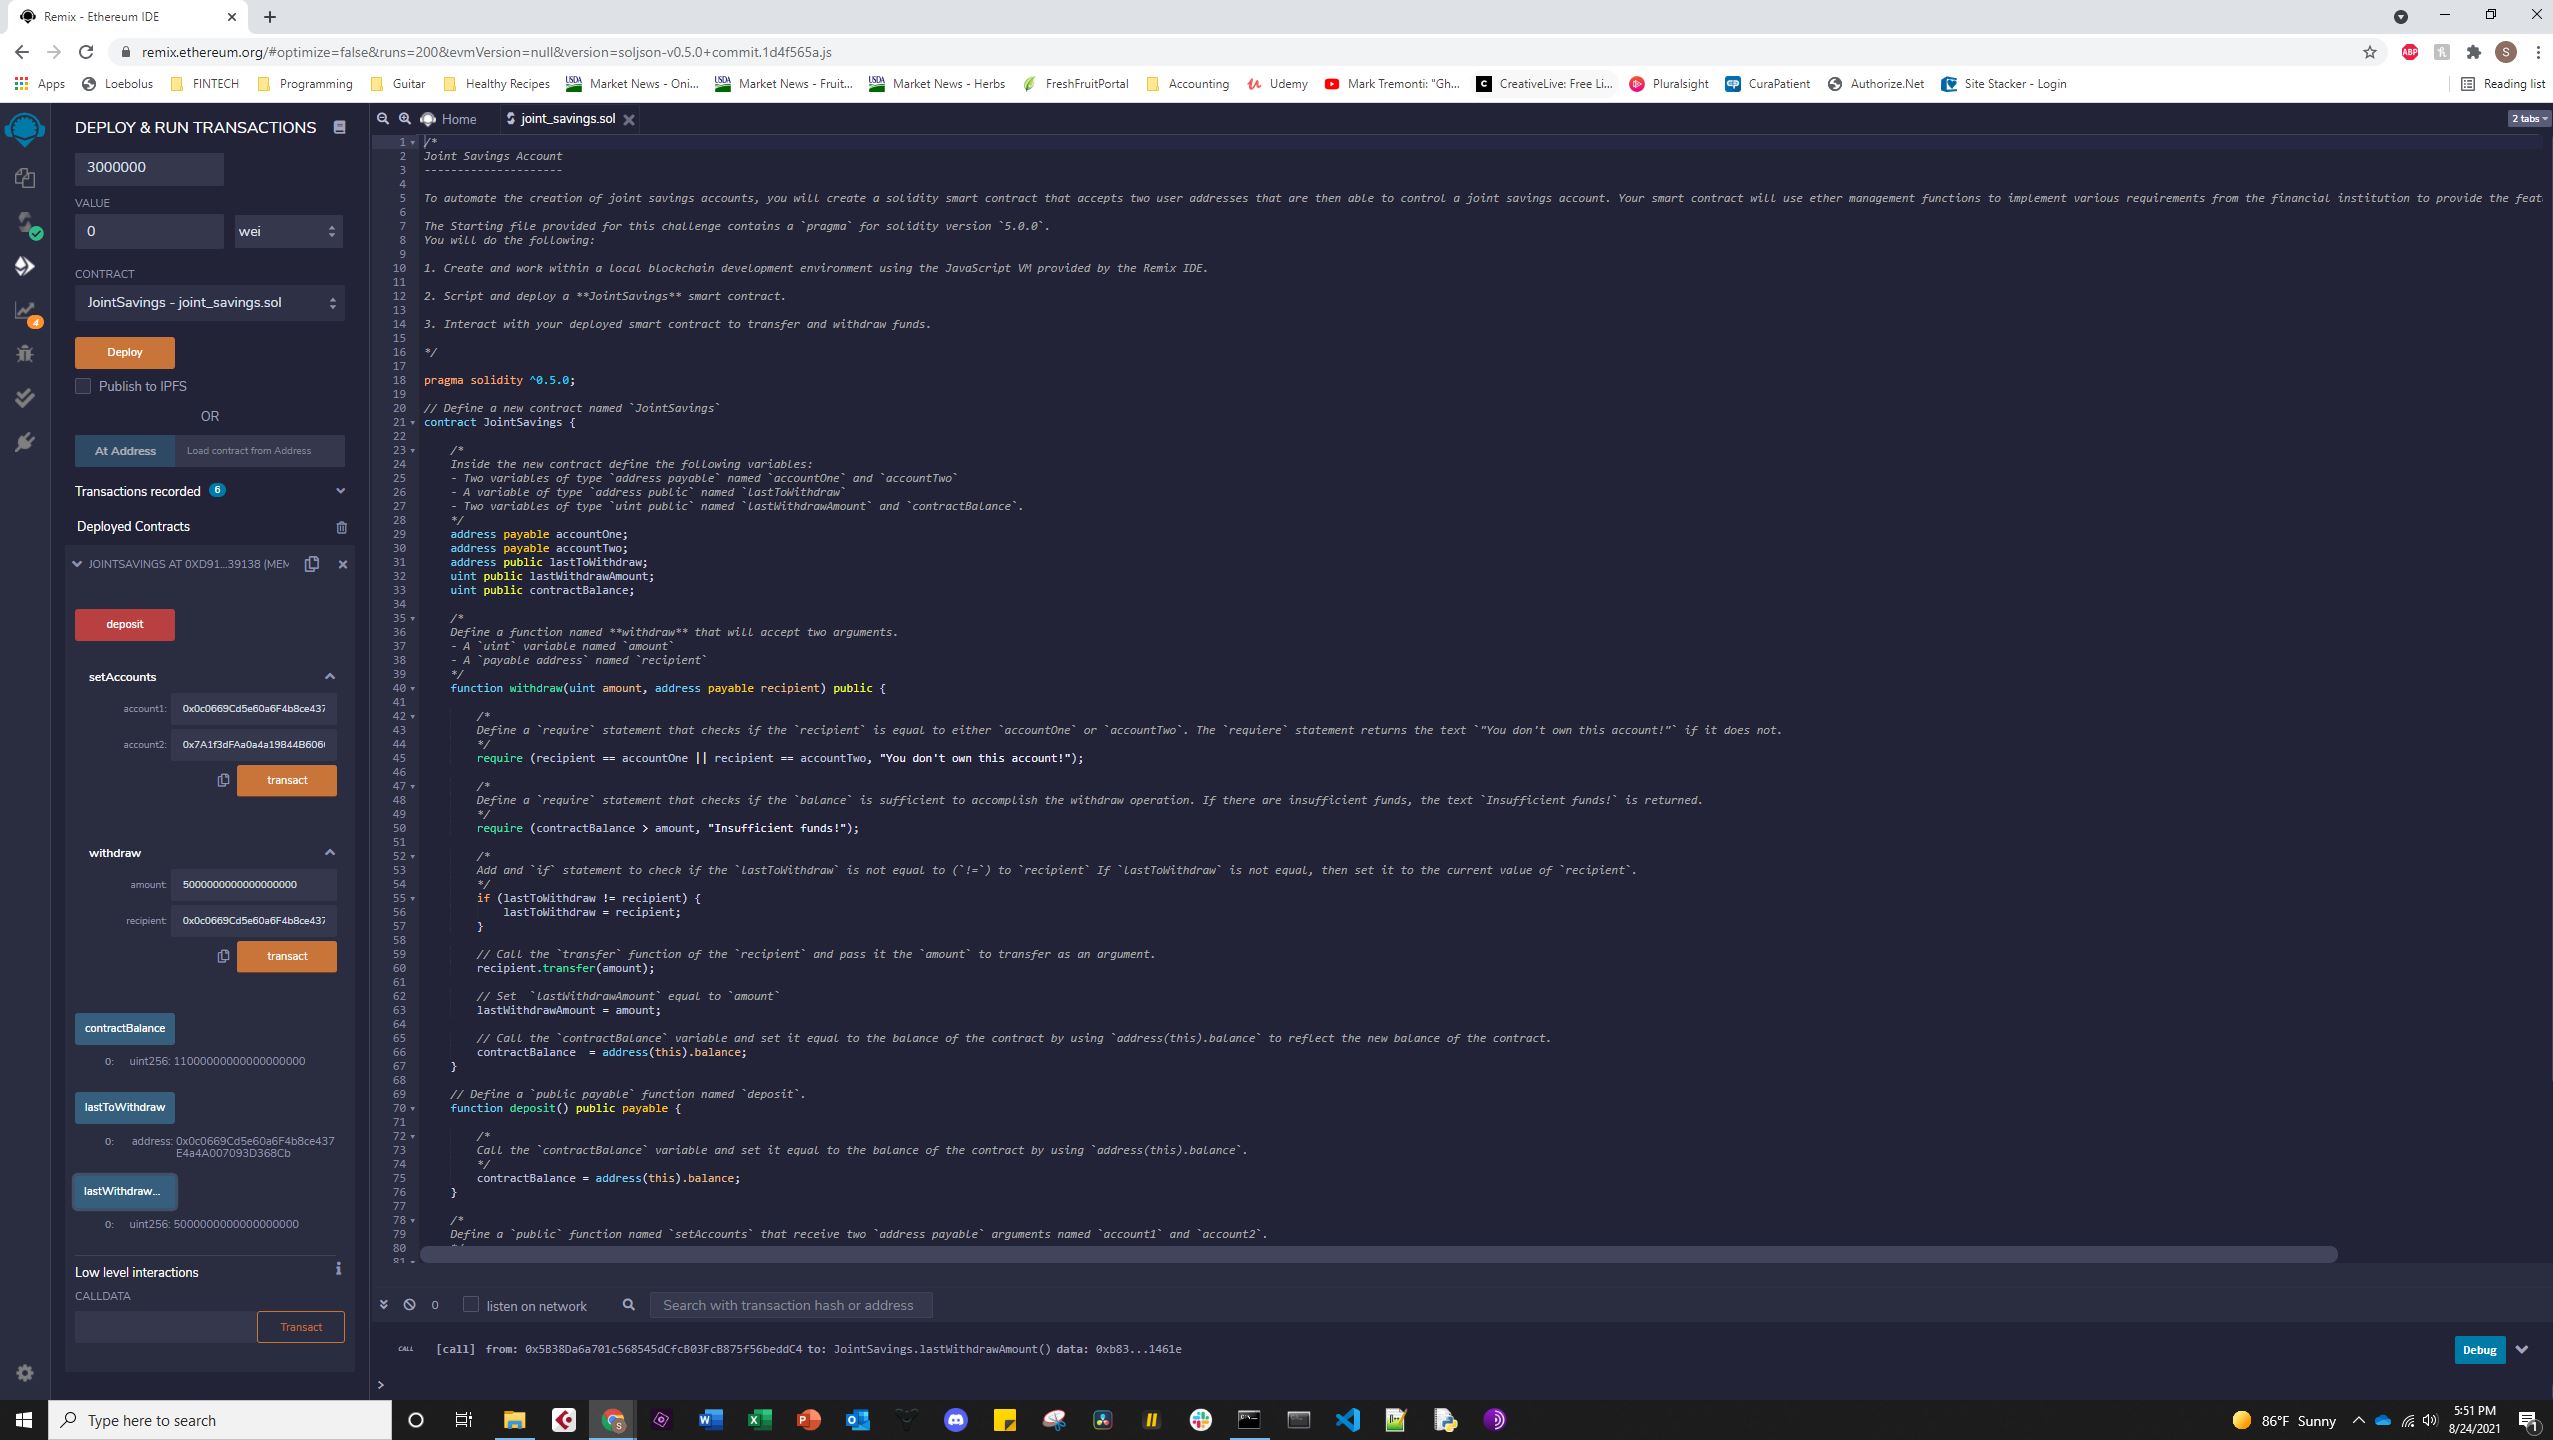 Remix - Ethereum IDE
remix.ethereum.org/#optimize=false&runs=200&evmVersion=null&version=soljson-v0.5.0+commit.1d4f565a.js
ABP
S
Apps Loebolus FINTECH Programming Guitar Healthy Recipes USDA Market News - Oni... USDA Market News - Fruit... USDA Market News - Herbs FreshFruitPortal Accounting Udemy Mark Tremonti: "Gh... CreativeLive: Free Li... Pluralsight CuraPatient Authorize.Net Site Stacker - Login Reading list
DEPLOY & RUN TRANSACTIONS
3000000
VALUE
0
wei
CONTRACT
JointSavings - joint_savings.sol
Deploy
Publish to IPFS
OR
At Address
Load contract from Address
Transactions recorded 6
Deployed Contracts
JOINTSAVINGS AT 0XD91...39138 (MEM
deposit
setAccounts
account1: 0x0c0669Cd5e60a6F4b8ce437
account2: 0x7A1f3dFAa0a4a19844B606
transact
withdraw
amount: 5000000000000000000
recipient: 0x0c0669Cd5e60a6F4b8ce437
transact
contractBalance
0: uint256: 11000000000000000000
lastToWithdraw
0: address: 0x0c0669Cd5e60a6F4b8ce437
E4a4A007093D368Cb
lastWithdraw...
0: uint256: 5000000000000000000
Low level interactions
CALLDATA
Transact
4
Home
joint_savings.sol
2 tabs
1 /*
2 Joint Savings Account
3 ---------------------
4
5 To automate the creation of joint savings accounts, you will create a solidity smart contract that accepts two user addresses that are then able to control a joint savings account. Your smart contract will use ether management functions to implement various requirements from the financial institution to provide the feat
6
7 The Starting file provided for this challenge contains a `pragma` for solidity version `5.0.0`.
8 You will do the following:
9
10 1. Create and work within a local blockchain development environment using the JavaScript VM provided by the Remix IDE.
11
12 2. Script and deploy a **JointSavings** smart contract.
13
14 3. Interact with your deployed smart contract to transfer and withdraw funds.
15
16 */
17
18 pragma solidity ^0.5.0;
19
20 // Define a new contract named `JointSavings`
21 contract JointSavings {
22
23 /*
24 Inside the new contract define the following variables:
25 - Two variables of type `address payable` named `accountOne` and `accountTwo`
26 - A variable of type `address public` named `lastToWithdraw`
27 - Two variables of type `uint public` named `lastWithdrawAmount` and `contractBalance`.
28 */
29 address payable accountOne;
30 address payable accountTwo;
31 address public lastToWithdraw;
32 uint public lastWithdrawAmount;
33 uint public contractBalance;
34
35 /*
36 Define a function named **withdraw** that will accept two arguments.
37 - A `uint` variable named `amount`
38 - A `payable address` named `recipient`
39 */
40 function withdraw(uint amount, address payable recipient) public {
41
42 /*
43 Define a `require` statement that checks if the `recipient` is equal to either `accountOne` or `accountTwo`. The `requiere` statement returns the text `"You don't own this account!"` if it does not.
44 */
45 require (recipient == accountOne || recipient == accountTwo, "You don't own this account!");
46
47 /*
48 Define a `require` statement that checks if the `balance` is sufficient to accomplish the withdraw operation. If there are insufficient funds, the text `Insufficient funds!` is returned.
49 */
50 require (contractBalance > amount, "Insufficient funds!");
51
52 /*
53 Add and `if` statement to check if the `lastToWithdraw` is not equal to (`!=`) to `recipient` If `lastToWithdraw` is not equal, then set it to the current value of `recipient`.
54 */
55 if (lastToWithdraw != recipient) {
56 lastToWithdraw = recipient;
57 }
58
59 // Call the `transfer` function of the `recipient` and pass it the `amount` to transfer as an argument.
60 recipient.transfer(amount);
61
62 // Set  `lastWithdrawAmount` equal to `amount`
63 lastWithdrawAmount = amount;
64
65 // Call the `contractBalance` variable and set it equal to the balance of the contract by using `address(this).balance` to reflect the new balance of the contract.
66 contractBalance  = address(this).balance;
67 }
68
69 // Define a `public payable` function named `deposit`.
70 function deposit() public payable {
71
72 /*
73 Call the `contractBalance` variable and set it equal to the balance of the contract by using `address(this).balance`.
74 */
75 contractBalance = address(this).balance;
76 }
77
78 /*
79 Define a `public` function named `setAccounts` that receive two `address payable` arguments named `account1` and `account2`.
80 */
81
0
listen on network
Search with transaction hash or address
CALL [call] from: 0x5B38Da6a701c568545dCfcB03FcB875f56beddC4 to: JointSavings.lastWithdrawAmount() data: 0xb83...1461e
Debug
>
Type here to search
86°F Sunny
5:51 PM
8/24/2021
1